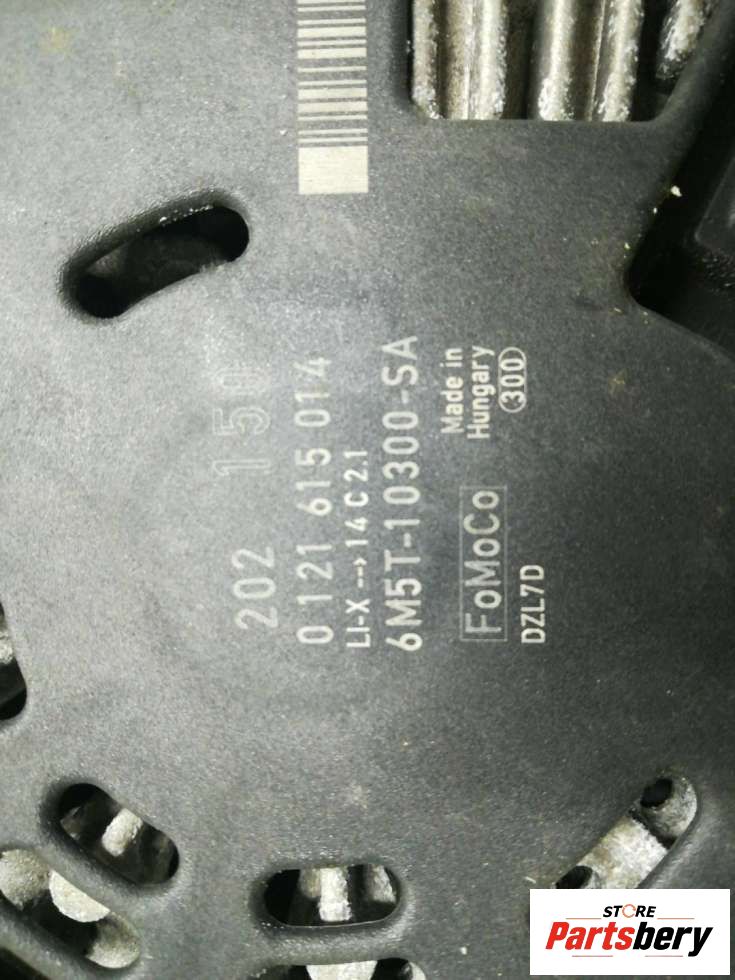 202 15
0 121 615 014
LI-X --> 14 C 2.1
6M5T-10300-SA
Made in
Hungary
300
FoMoCo
DZL7D
STORE
Partsbery